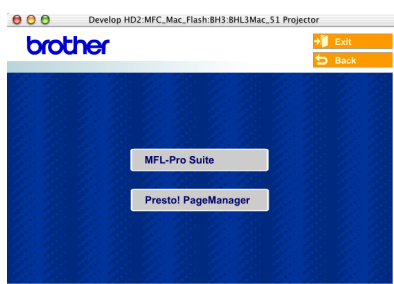 Develop HD2:MFC_Mac_Flash:BH3:BHL3Mac_51 Projector
brother
Exit
Back
MFL-Pro Suite
Presto! PageManager